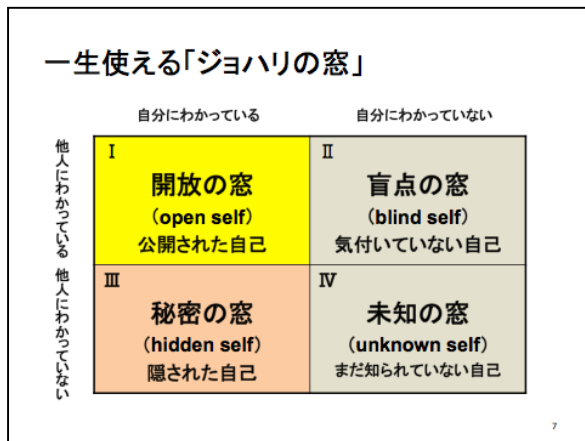 一生使える「ジョハリの窓」
自分にわかっている
自分にわかっていない
他人にわかっている
Ⅰ
開放の窓
(open self)
公開された自己
Ⅱ
盲点の窓
(blind self)
気付いていない自己
他人にわかっていない
Ⅲ
秘密の窓
(hidden self)
隠された自己
Ⅳ
未知の窓
(unknown self)
まだ知られていない自己
7